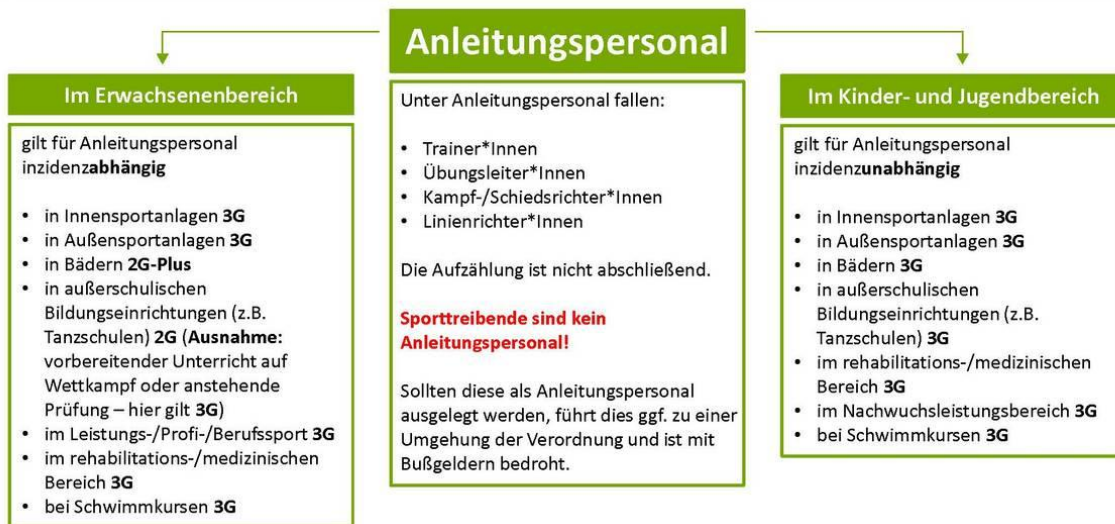 Anleitungspersonal
Im Erwachsenenbereich
gilt für Anleitungspersonal
inzidenzabhängig
• in Innensportanlagen 3G
• in Außensportanlagen 3G
• in Bädern 2G-Plus
• in außerschulischen
Bildungseinrichtungen (z.B.
Tanzschulen) 2G (Ausnahme:
vorbereitender Unterricht auf
Wettkampf oder anstehende
Prüfung – hier gilt 3G)
• im Leistungs-/Profi-/Berufssport 3G
• im rehabilitations-/medizinischen
Bereich 3G
• bei Schwimmkursen 3G
Unter Anleitungspersonal fallen:
• Trainer*Innen
• Übungsleiter*Innen
• Kampf-/Schiedsrichter*Innen
• Linienrichter*Innen
Die Aufzählung ist nicht abschließend.
Sporttreibende sind kein
Anleitungspersonal!
Sollten diese als Anleitungspersonal
ausgelegt werden, führt dies ggf. zu einer
Umgehung der Verordnung und ist mit
Bußgeldern bedroht.
Im Kinder- und Jugendbereich
gilt für Anleitungspersonal
inzidenzunabhängig
• in Innensportanlagen 3G
• in Außensportanlagen 3G
• in Bädern 3G
• in außerschulischen
Bildungseinrichtungen (z.B.
Tanzschulen) 3G
• im rehabilitations-/medizinischen
Bereich 3G
• im Nachwuchsleistungsbereich 3G
• bei Schwimmkursen 3G